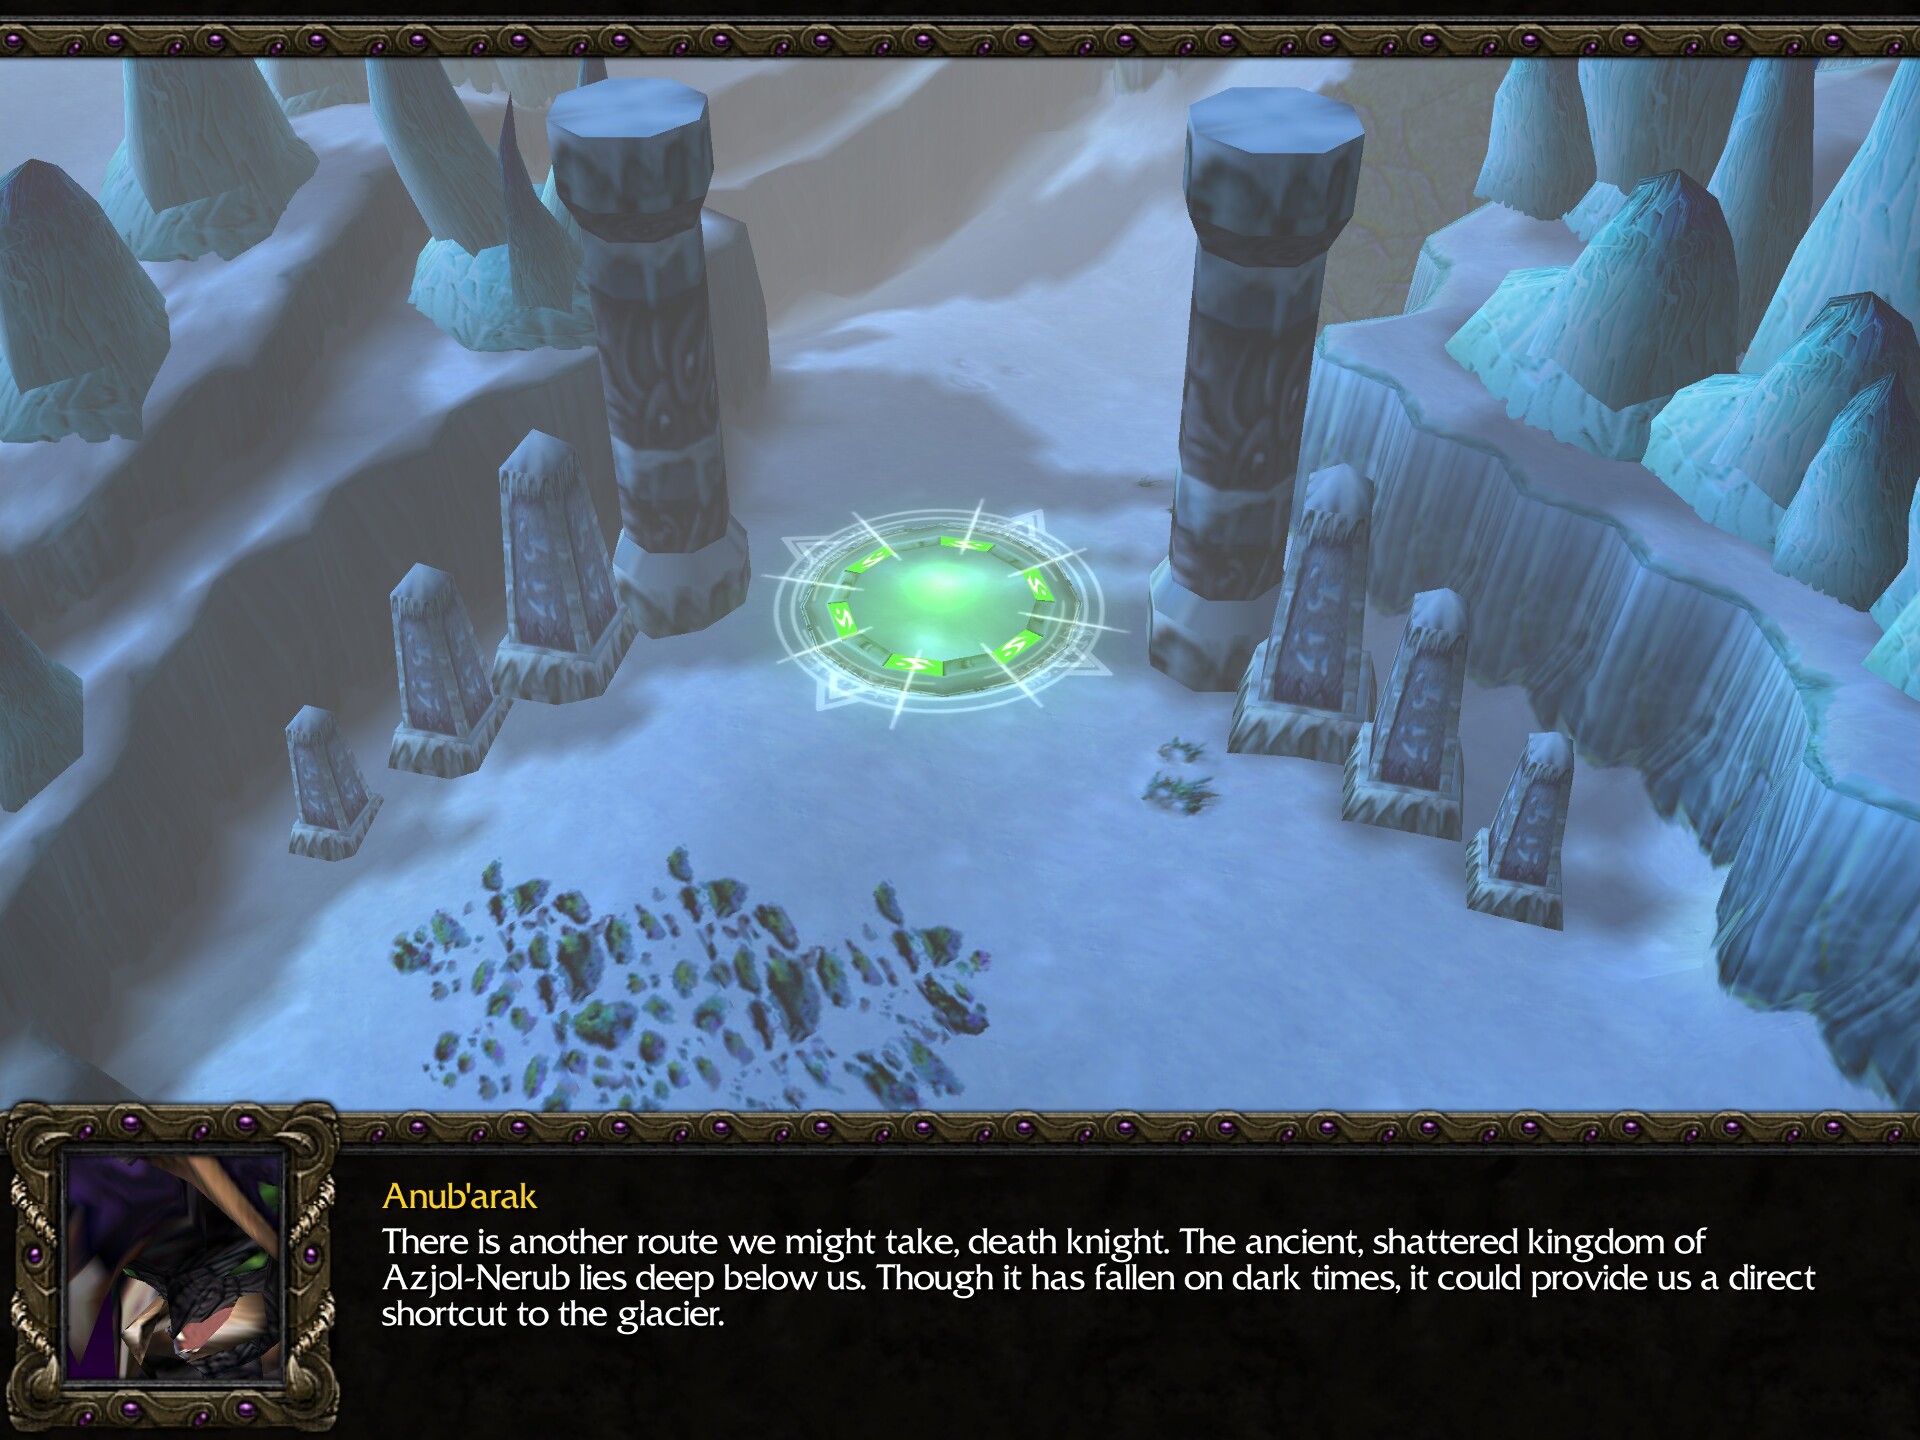 Anub'arak
There is another route we might take, death knight. The ancient, shattered kingdom of
Azjol-Nerub lies deep below us. Though it has fallen on dark times, it could provide us a direct
shortcut to the glacier.